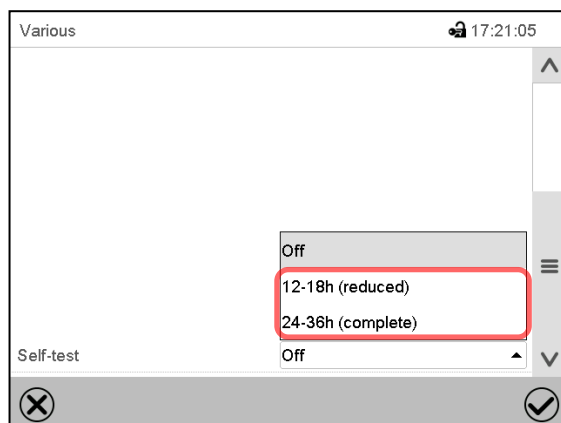 Various 17:21:05
Off
12-18h (reduced)
24-36h (complete)
Self-test Off